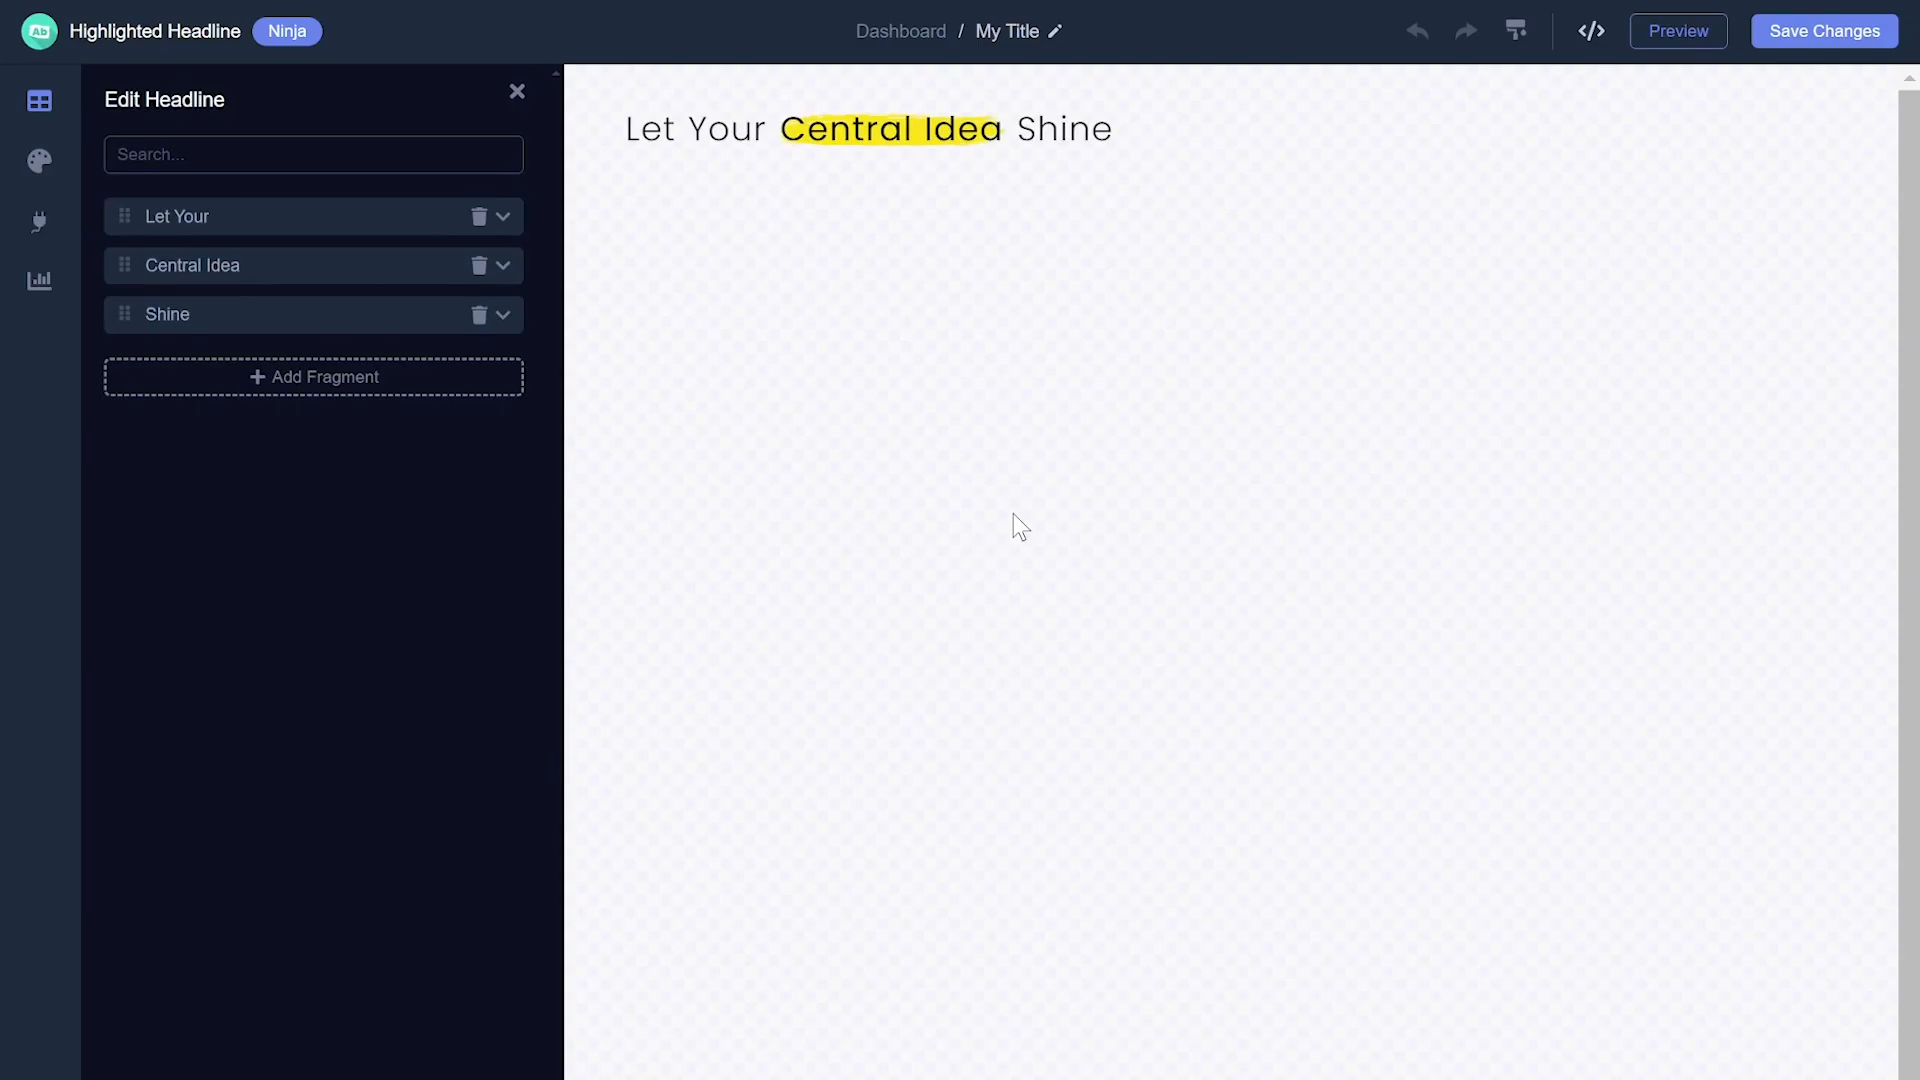 Ab Highlighted Headline Ninja
Dashboard / My Title
Preview
Save Changes
Edit Headline
Search...
Let Your
Central Idea
Shine
+ Add Fragment
Let Your Central Idea Shine